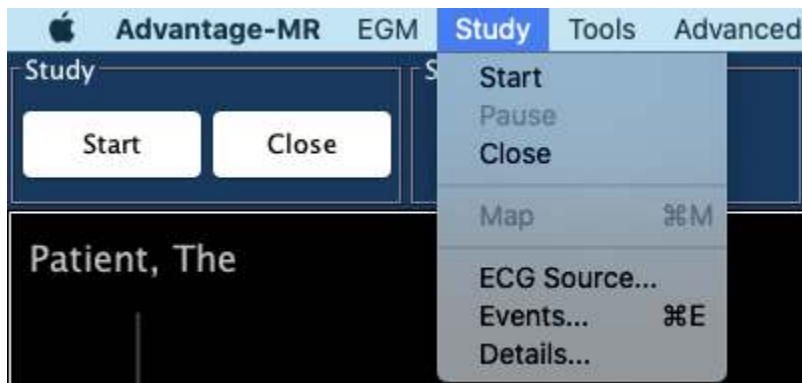 Advantage-MR EGM Study Tools Advanced
Study
S
Start Close
Start
Pause
Close
Map ⌘M
ECG Source...
Events... ⌘E
Details...
Patient, The